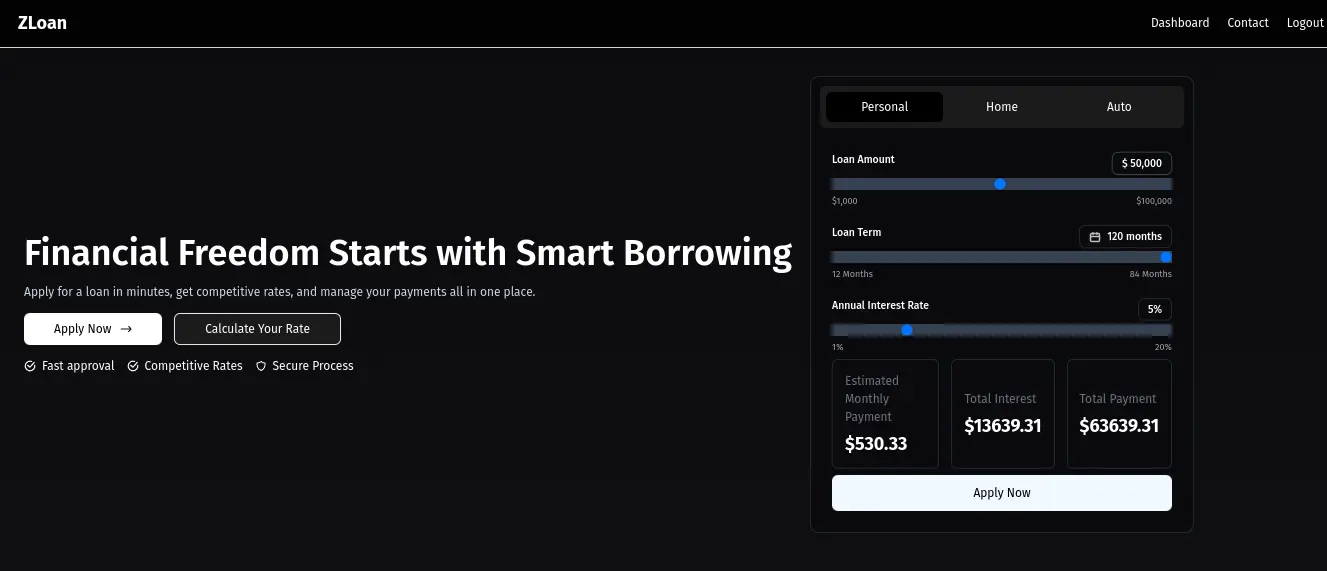 ZLoan
Dashboard Contact Logout
Financial Freedom Starts with Smart Borrowing
Apply for a loan in minutes, get competitive rates, and manage your payments all in one place.
Apply Now → Calculate Your Rate
Fast approval Competitive Rates Secure Process
Personal Home Auto
Loan Amount $ 50,000
$1,000 $100,000
Loan Term 120 months
12 Months 84 Months
Annual Interest Rate 5%
1% 20%
Estimated
Monthly
Payment
$530.33
Total Interest
$13639.31
Total Payment
$63639.31
Apply Now